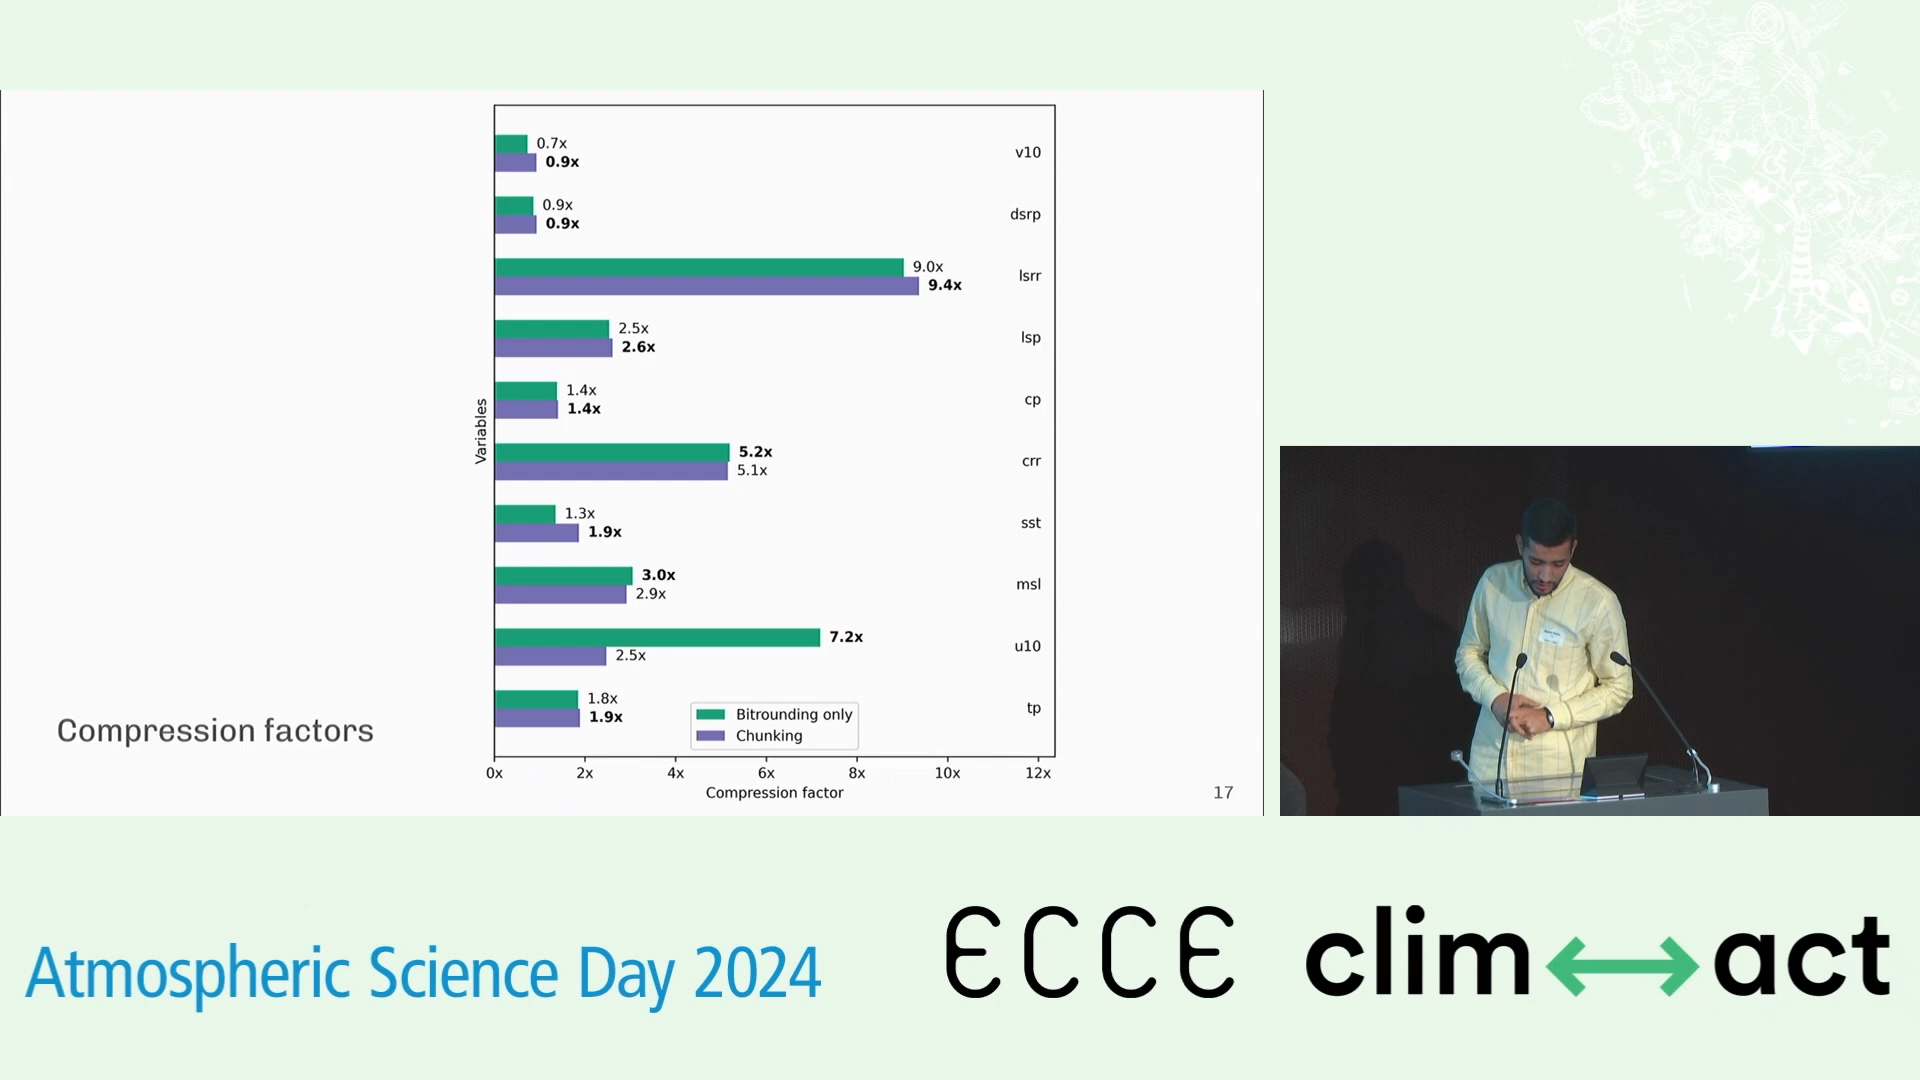 0.7x
0.9x
v10
0.9x
0.9x
dsrp
9.0x
9.4x
lsrr
2.5x
2.6x
lsp
1.4x
1.4x
cp
5.2x
5.1x
crr
1.3x
1.9x
sst
3.0x
2.9x
msl
7.2x
2.5x
u10
1.8x
1.9x
tp
Variables
Bitrounding only
Chunking
0x 2x 4x 6x 8x 10x 12x
Compression factor
Compression factors
17
Atmospheric Science Day 2024
ECCE
clim act